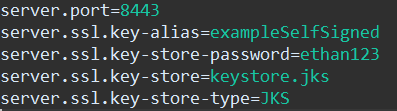 server.port=8443
server.ssl.key-alias=exampleSelfSigned
server.ssl.key-store-password=ethan123
server.ssl.key-store=keystore.jks
server.ssl.key-store-type=JKS